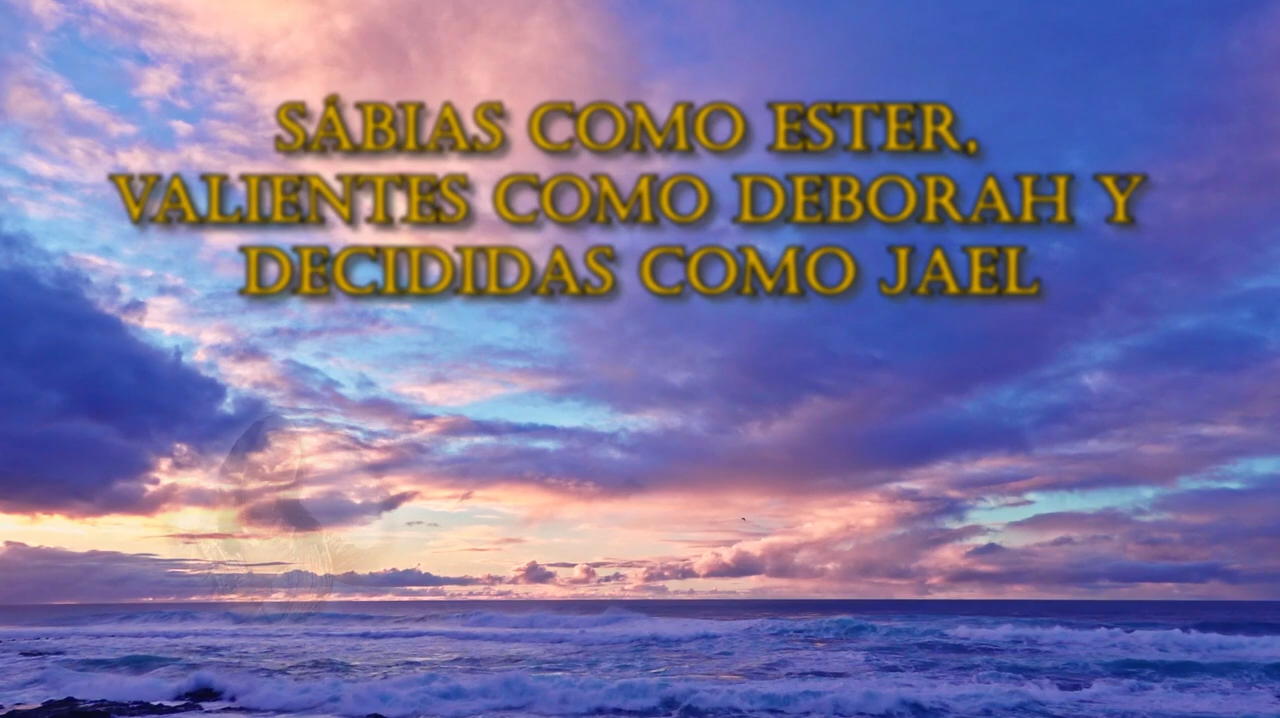 SÁBIAS COMO ESTER,
VALIENTES COMO DEBORAH Y
DECIDIDAS COMO JAEL